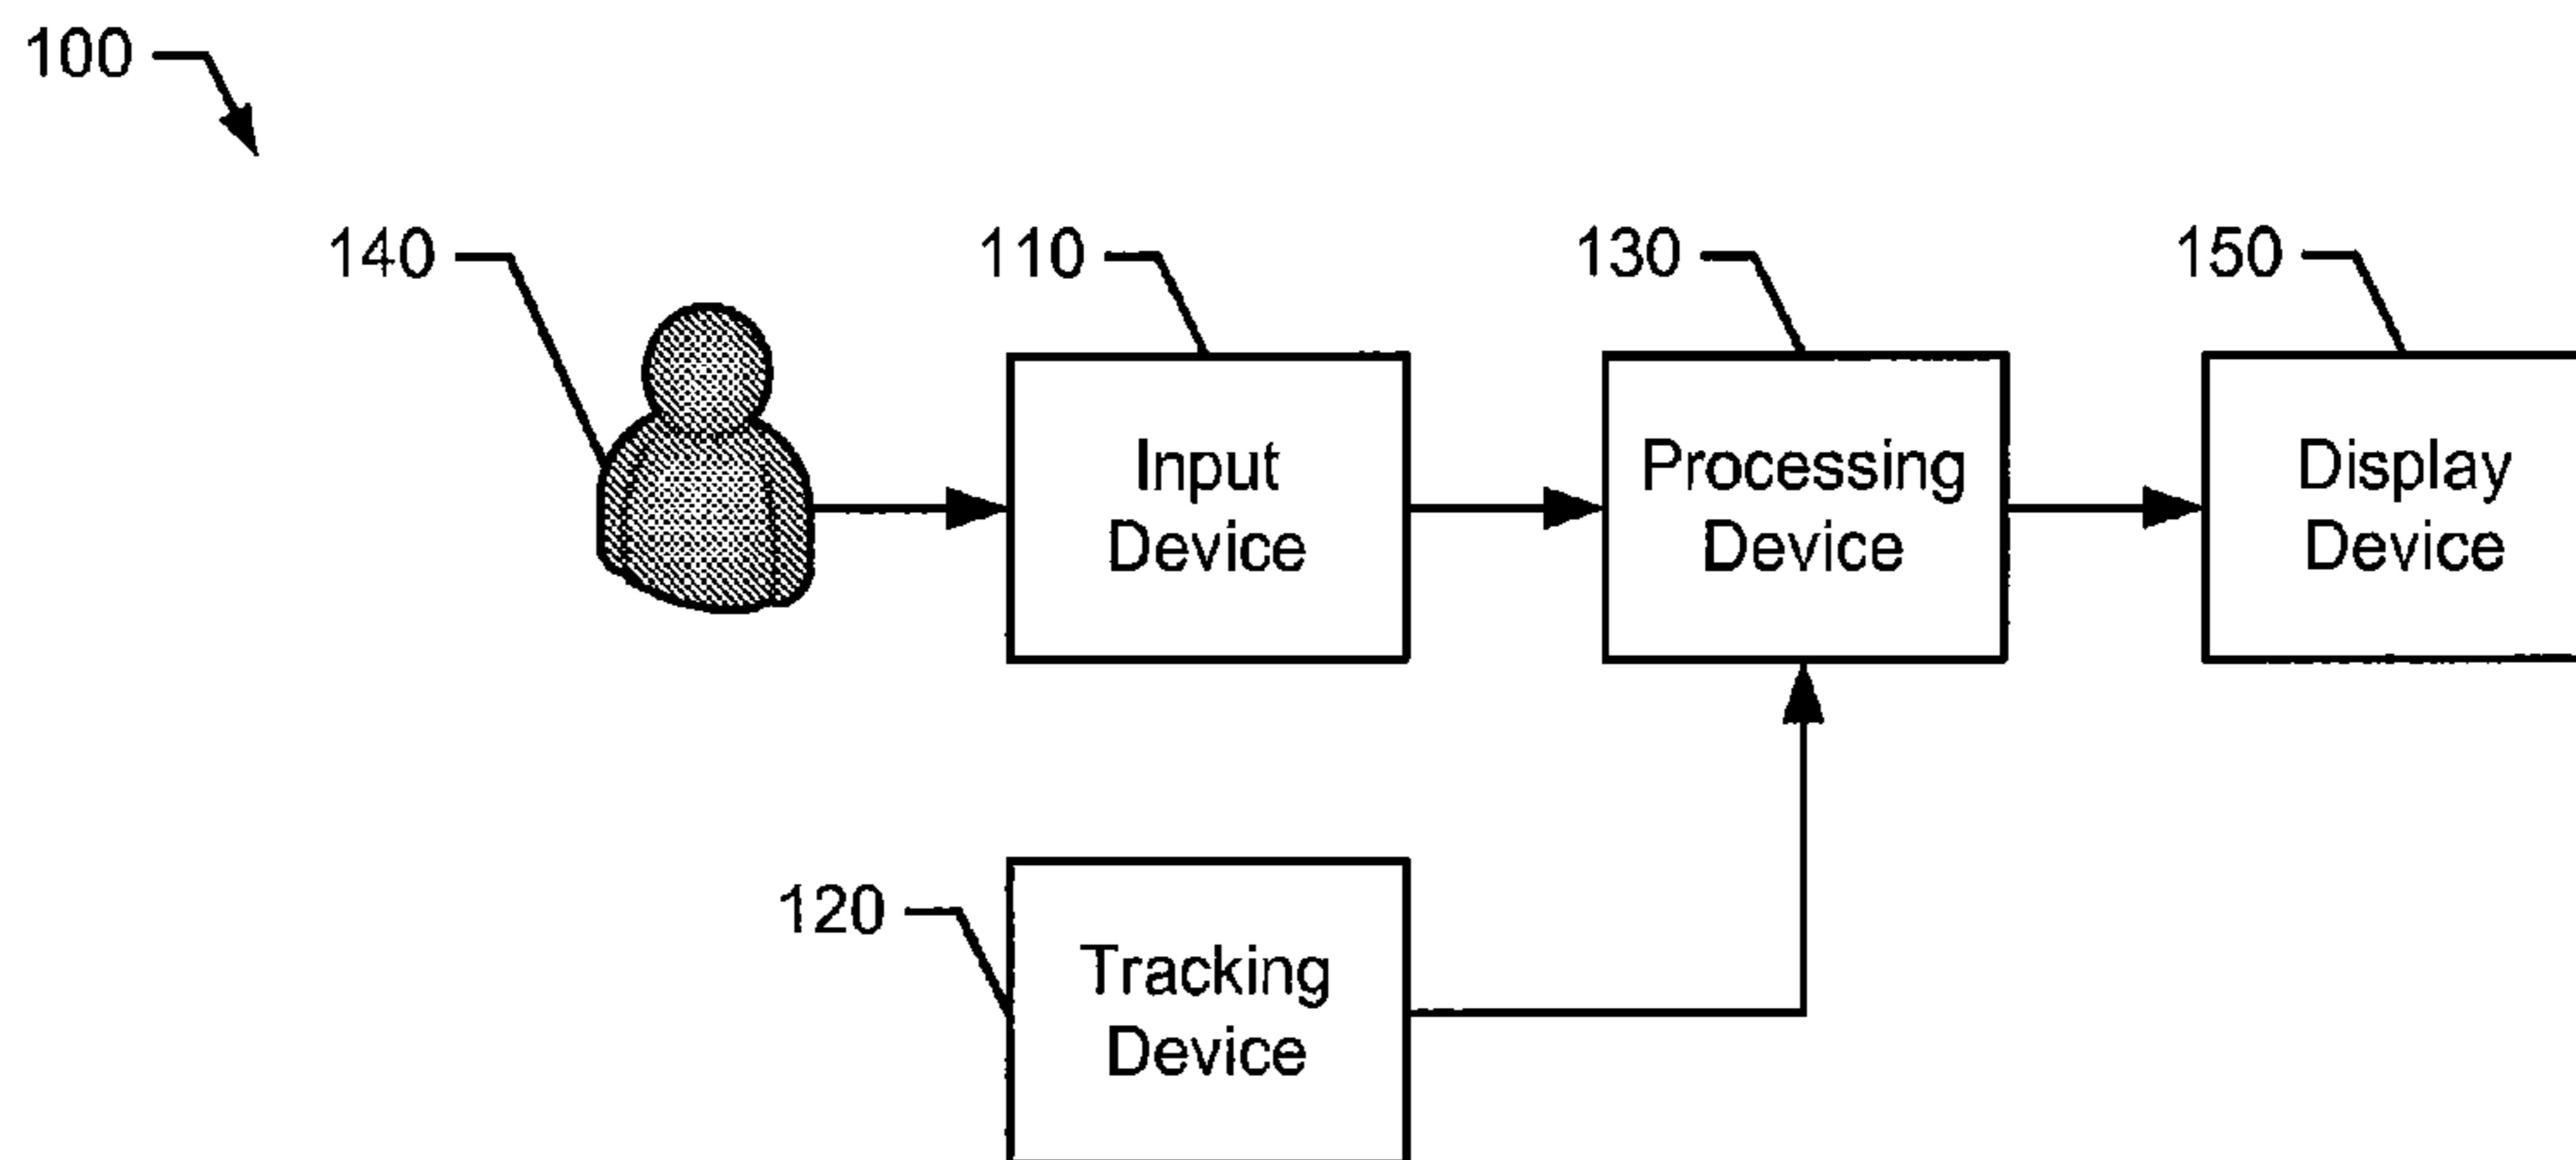 100
140
110
130
150
Input
Device
Processing
Device
Display
Device
120
Tracking
Device